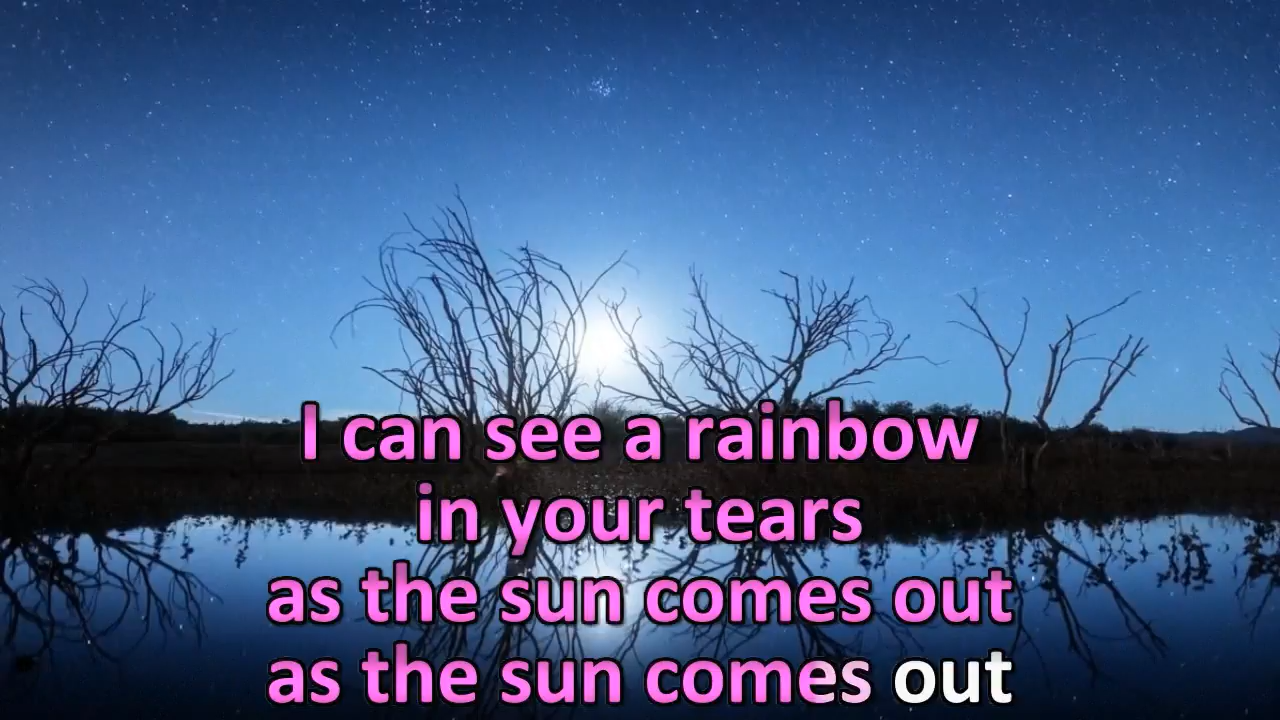 I can see a rainbow
in your tears
as the sun comes out
as the sun comes out